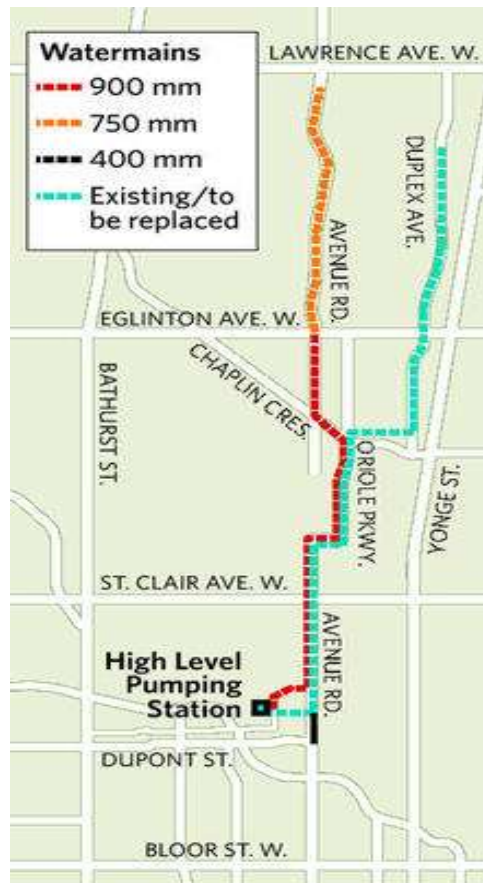 Watermains
900 mm
750 mm
400 mm
Existing/to
be replaced
LAWRENCE AVE. W.
DUPLEX AVE.
AVENUE RD.
EGLINTON AVE. W.
CHAPLIN CRES.
BATHURST ST.
ORIOLE PKWY.
YONGE ST.
ST. CLAIR AVE. W.
High Level
Pumping
Station
AVENUE RD.
DUPONT ST.
BLOOR ST. W.